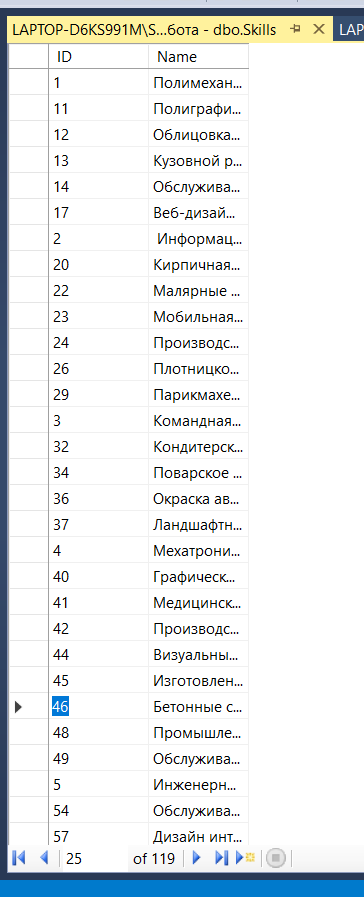 LAPTOP-D6KS991M\S...бота - dbo.Skills LAP
ID Name
1 Полимехан...
11 Полиграфи...
12 Облицовка...
13 Кузовной р...
14 Обслужива...
17 Веб-дизай...
2 Информац...
20 Кирпичная...
22 Малярные ...
23 Мобильная...
24 Производс...
26 Плотницко...
29 Парикмахе...
3 Командная...
32 Кондитерск...
34 Поварское ...
36 Окраска ав...
37 Ландшафтн...
4 Мехатрони...
40 Графическ...
41 Медицинск...
42 Производс...
44 Визуальны...
45 Изготовлен...
46 Бетонные с...
48 Промышле...
49 Обслужива...
5 Инженерн...
54 Обслужива...
57 Дизайн инт...
25 of 119